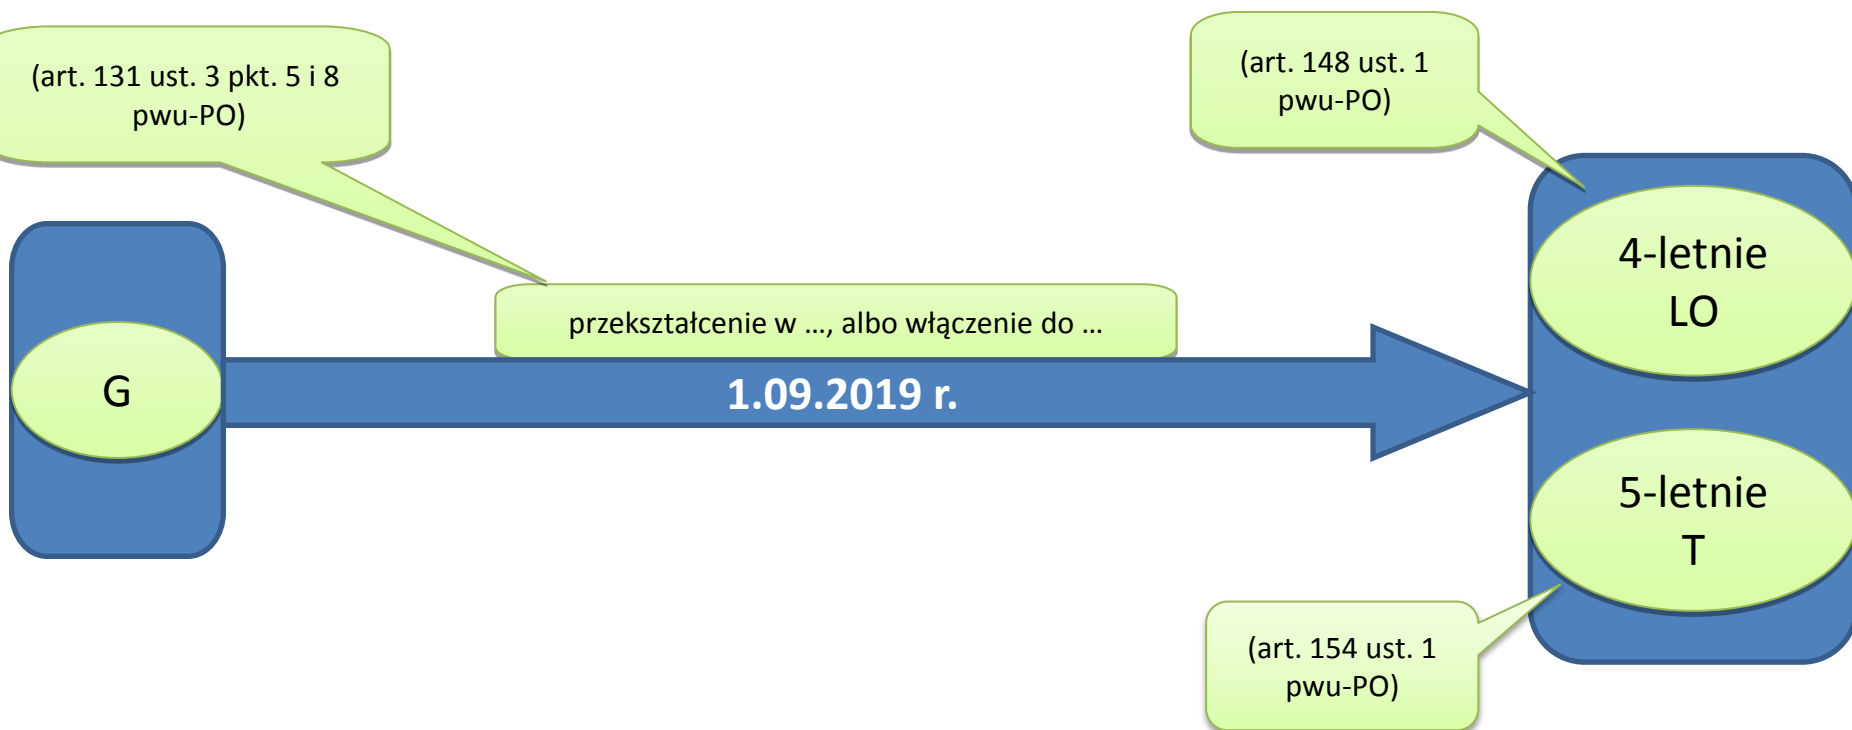 (art. 131 ust. 3 pkt. 5 i 8
pwu-PO)
(art. 148 ust. 1
pwu-PO)
4-letnie
LO
przekształcenie w ..., albo włączenie do ...
G
1.09.2019 r.
5-letnie
T
(art. 154 ust. 1
pwu-PO)